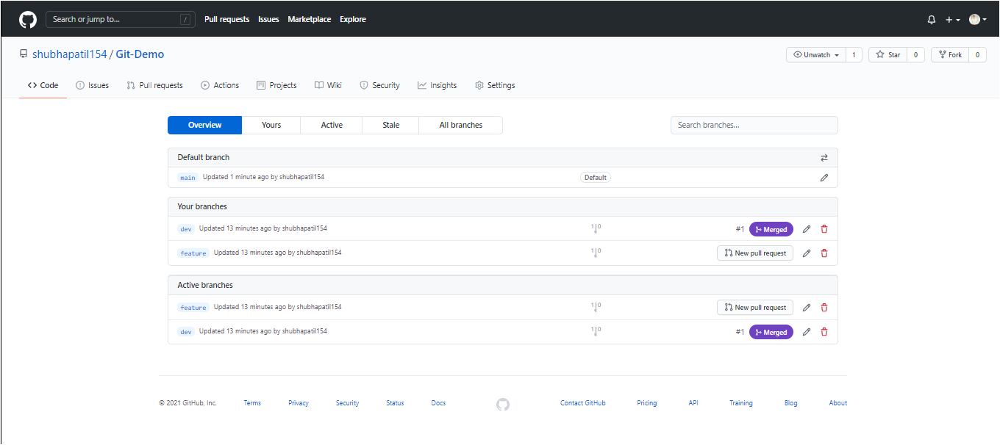 Search or jump to... / Pull requests Issues Marketplace Explore
shubhapatil154 / Git-Demo Unwatch 1 Star 0 Fork 0
Code Issues Pull requests Actions Projects Wiki Security Insights Settings
Overview Yours Active Stale All branches Search branches...
Default branch
main Updated 1 minute ago by shubhapatil154 Default
Your branches
dev Updated 13 minutes ago by shubhapatil154 1 0 #1 Merged
feature Updated 13 minutes ago by shubhapatil154 1 0 New pull request
Active branches
feature Updated 13 minutes ago by shubhapatil154 1 0 New pull request
dev Updated 13 minutes ago by shubhapatil154 1 0 #1 Merged
© 2021 GitHub, Inc. Terms Privacy Security Status Docs Contact GitHub Pricing API Training Blog About